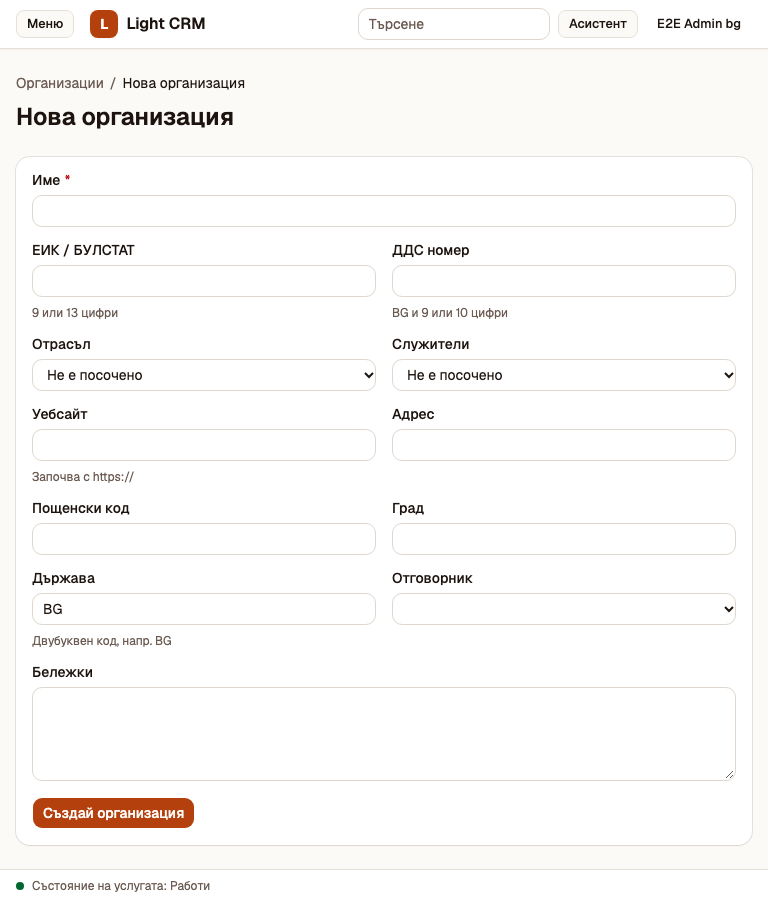 Меню L Light CRM Търсене Асистент E2E Admin bg
Организации / Нова организация
Нова организация
Име *
ЕИК / БУЛСТАТ ДДС номер
9 или 13 цифри BG и 9 или 10 цифри
Отрасъл Служители
Не е посочено Не е посочено
Уебсайт Адрес
Започва с https://
Пощенски код Град
Държава Отговорник
BG
Двубуквен код, напр. BG
Бележки
Създай организация
Състояние на услугата: Работи